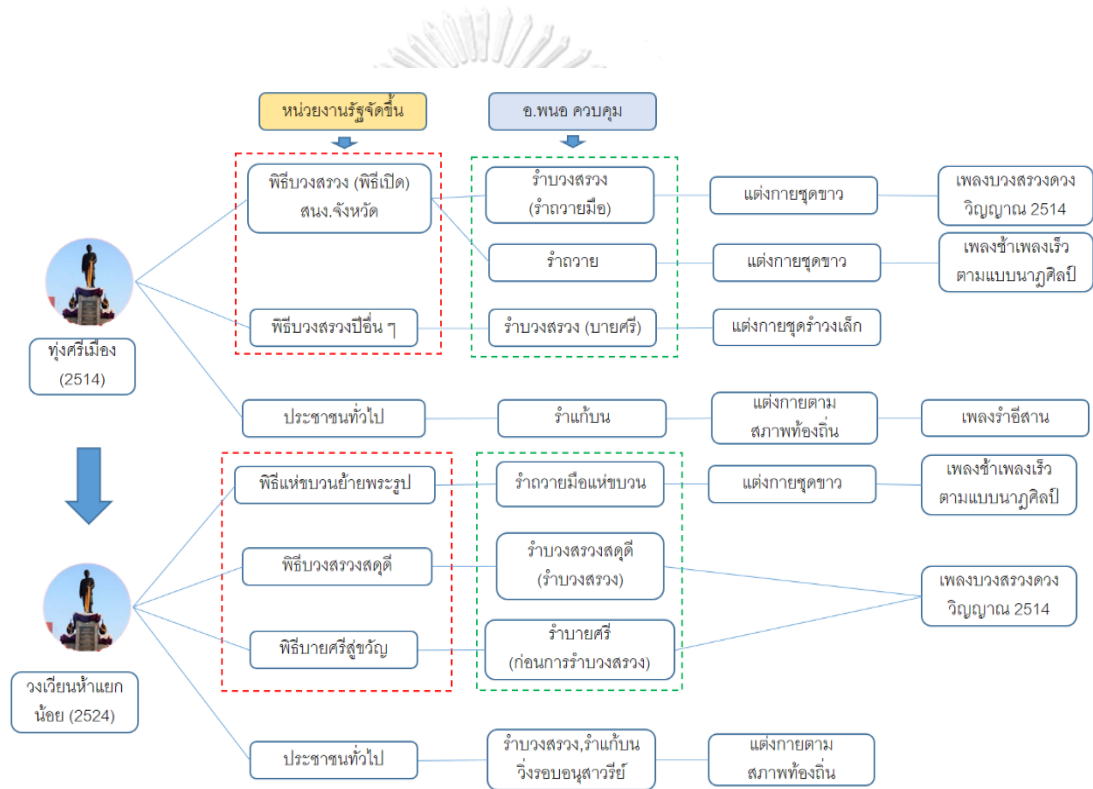 หน่วยงานรัฐจัดขึ้น
อ.พนอ ควบคุม
พิธีบวงสรวง (พิธีเปิด)
สนง.จังหวัด
รำบวงสรวง
(รำถวายมือ)
แต่งกายชุดขาว
เพลงบวงสรวงดวง
วิญญาณ 2514
รำถวาย
แต่งกายชุดขาว
เพลงช้าเพลงเร็ว
ตามแบบนาฏศิลป์
พิธีบวงสรวงปีอื่น ๆ
รำบวงสรวง (บายศรี)
แต่งกายชุดรำวงเล็ก
ทุ่งศรีเมือง
(2514)
ประชาชนทั่วไป
รำแก้บน
แต่งกายตาม
สภาพท้องถิ่น
เพลงรำอีสาน
พิธีแห่ขบวนย้ายพระรูป
รำถวายมือแห่ขบวน
แต่งกายชุดขาว
เพลงช้าเพลงเร็ว
ตามแบบนาฏศิลป์
พิธีบวงสรวงสดุดี
รำบวงสรวงสดุดี
(รำบวงสรวง)
เพลงบวงสรวงดวง
วิญญาณ 2514
พิธีบายศรีสู่ขวัญ
รำบายศรี
(ก่อนการรำบวงสรวง)
วงเวียนห้าแยก
น้อย (2524)
ประชาชนทั่วไป
รำบวงสรวง,รำแก้บน
วิ่งรอบอนุสาวรีย์
แต่งกายตาม
สภาพท้องถิ่น